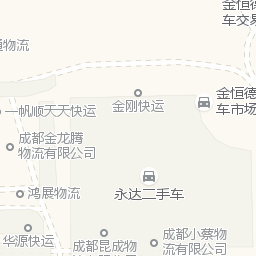 金恒德
车交易
通物流
金刚快运
金恒德
车市场
一帆顺天天快运
成都金龙腾
物流有限公司
永达二手车
鸿展物流
华源快运
成都昆成物
成都小蔡物
流有限公司